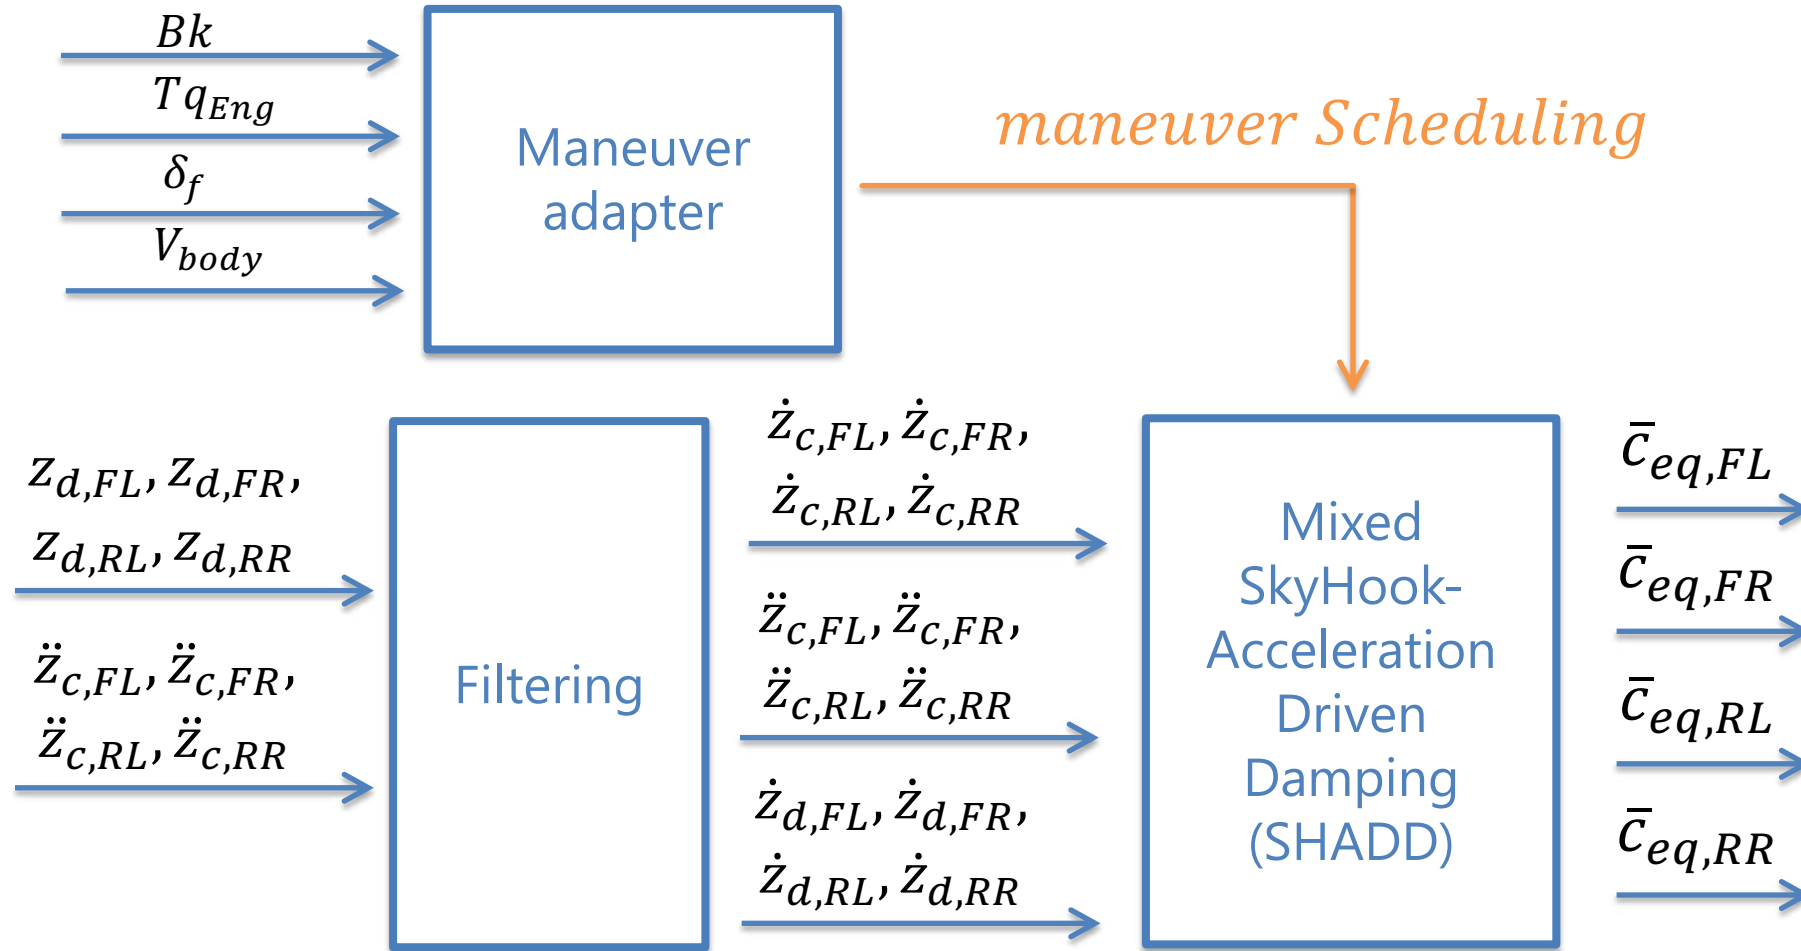 Bk
Tq_Eng
δ_f
V_body
Maneuver
adapter
maneuver Scheduling
z_d,FL, z_d,FR,
z_d,RL, z_d,RR
z̈_c,FL, z̈_c,FR,
z̈_c,RL, z̈_c,RR
Filtering
ż_c,FL, ż_c,FR,
ż_c,RL, ż_c,RR
z̈_c,FL, z̈_c,FR,
z̈_c,RL, z̈_c,RR
ż_d,FL, ż_d,FR,
ż_d,RL, ż_d,RR
Mixed
SkyHook-
Acceleration
Driven
Damping
(SHADD)
c̄_eq,FL
c̄_eq,FR
c̄_eq,RL
c̄_eq,RR